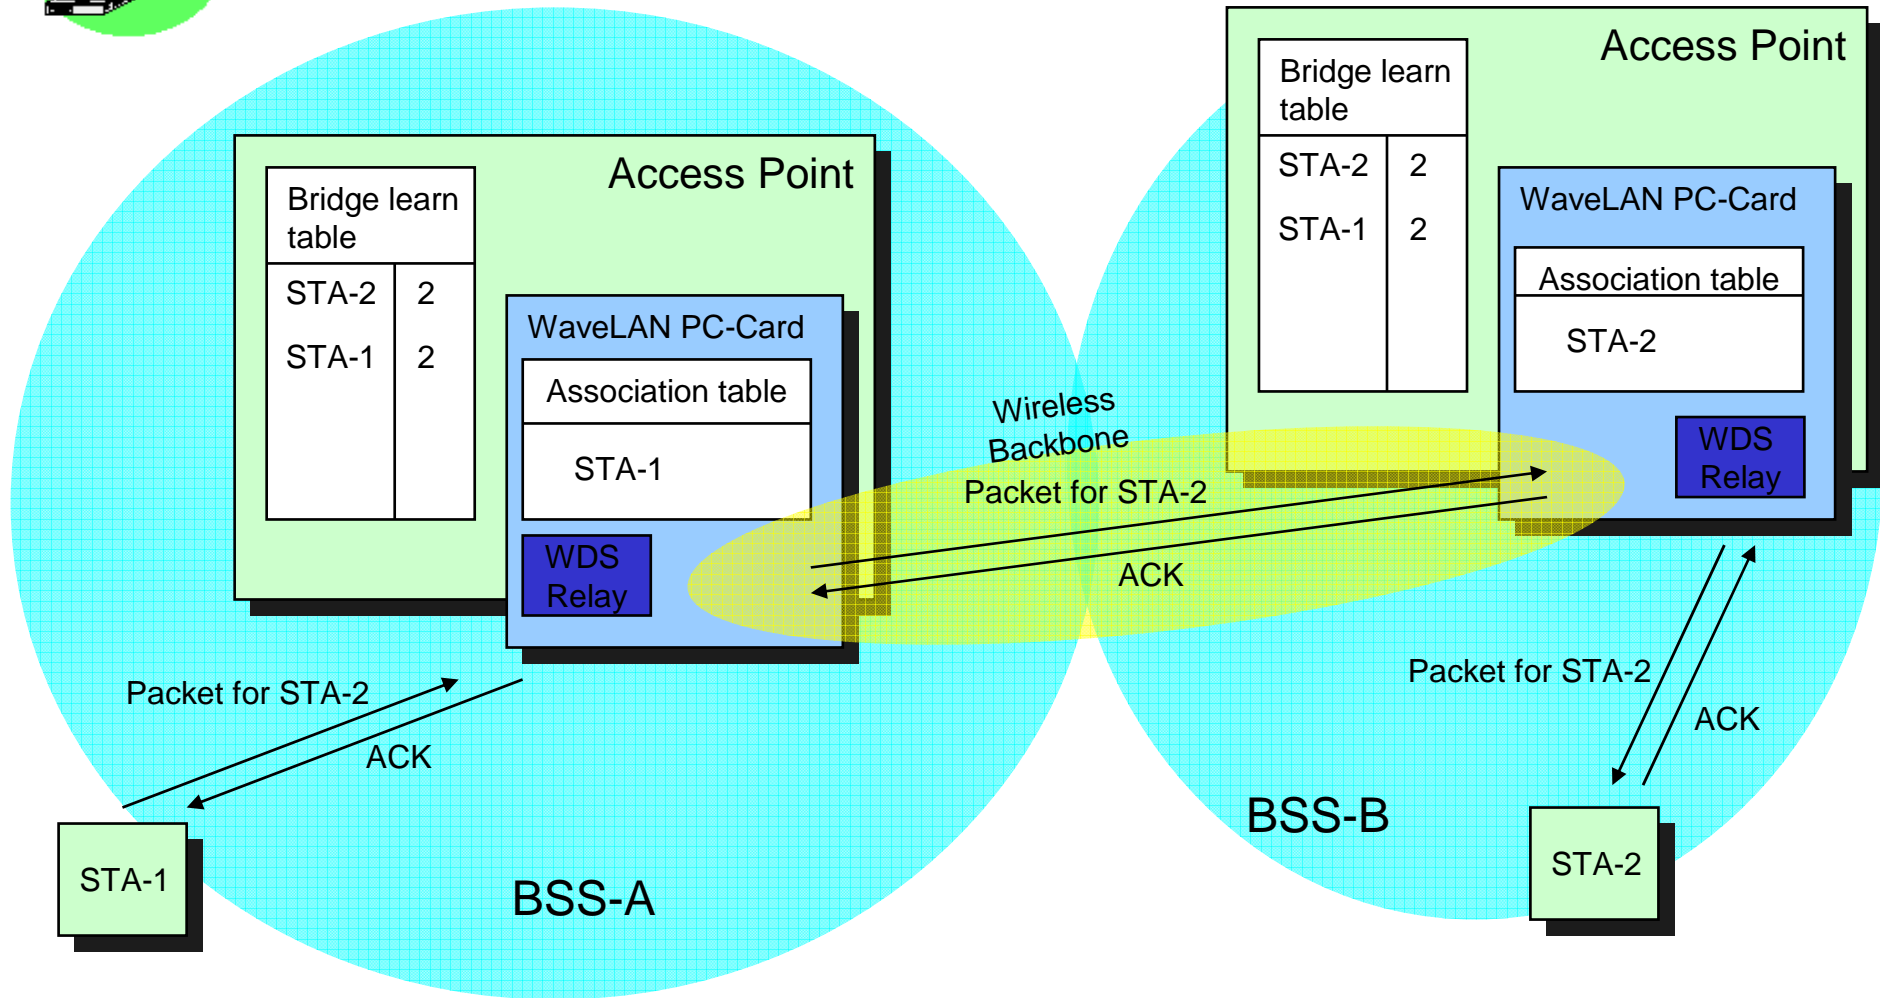 Access Point
Bridge learn
table
STA-2 2
STA-1 2
WaveLAN PC-Card
Association table
STA-1
WDS
Relay
Access Point
Bridge learn
table
STA-2 2
STA-1 2
WaveLAN PC-Card
Association table
STA-2
WDS
Relay
Wireless
Backbone
Packet for STA-2
ACK
Packet for STA-2
ACK
Packet for STA-2
ACK
STA-1
BSS-A
BSS-B
STA-2